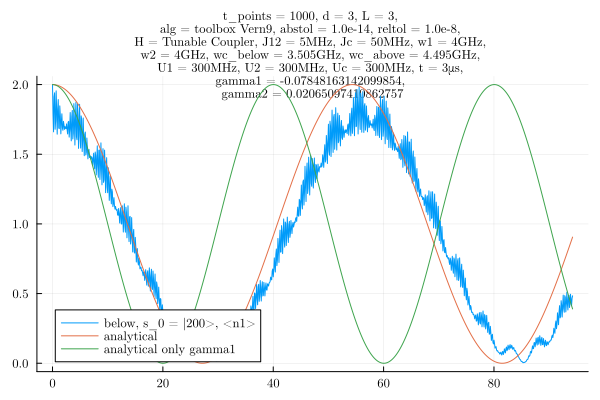 t_points = 1000, d = 3, L = 3,
alg = toolbox Vern9, abstol = 1.0e-14, reltol = 1.0e-8,
H = Tunable Coupler, J12 = 5MHz, Jc = 50MHz, w1 = 4GHz,
w2 = 4GHz, wc_below = 3.505GHz, wc_above = 4.495GHz,
U1 = 300MHz, U2 = 300MHz, Uc = 300MHz, t = 3μs,
gamma1 = -0.07848163142099854,
gamma2 = 0.02065097419862757
2.0
1.5
1.0
0.5
0.0
below, s_0 = |200>, <n1>
analytical
analytical only gamma1
0 20 40 60 80